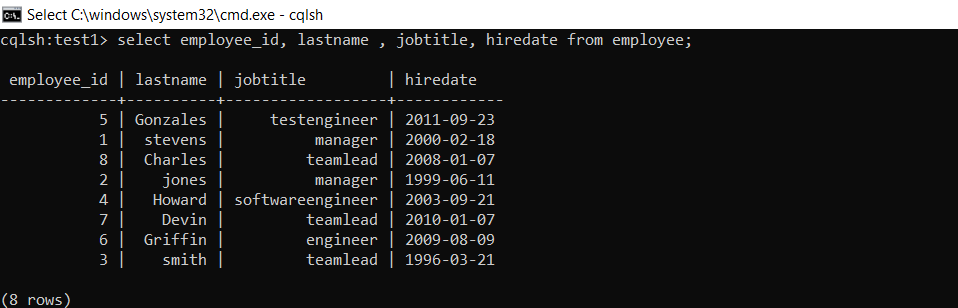 Select C:\windows\system32\cmd.exe - cqlsh
cqlsh:test1> select employee_id, lastname , jobtitle, hiredate from employee;
 employee_id | lastname  | jobtitle         | hiredate
-------------+-----------+------------------+------------
           5 | Gonzales |     testengineer | 2011-09-23
           1 |  stevens |          manager | 2000-02-18
           8 |  Charles |         teamlead | 2008-01-07
           2 |    jones |          manager | 1999-06-11
           4 |   Howard | softwareengineer | 2003-09-21
           7 |    Devin |         teamlead | 2010-01-07
           6 |  Griffin |         engineer | 2009-08-09
           3 |    smith |         teamlead | 1996-03-21
(8 rows)